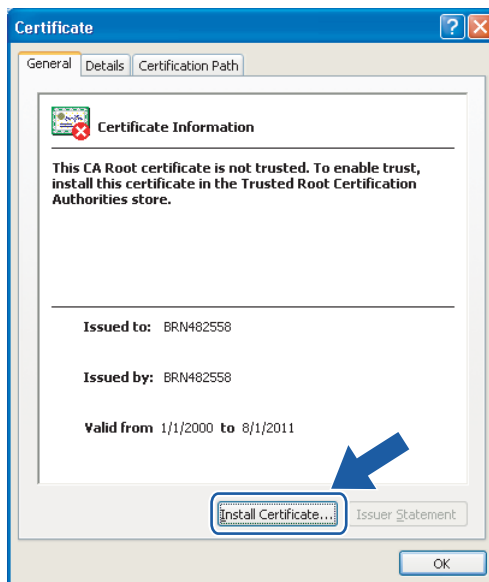 Certificate
General Details Certification Path
Certificate Information
This CA Root certificate is not trusted. To enable trust,
install this certificate in the Trusted Root Certification
Authorities store.
Issued to: BRN482558
Issued by: BRN482558
Valid from 1/1/2000 to 8/1/2011
Install Certificate... Issuer Statement
OK